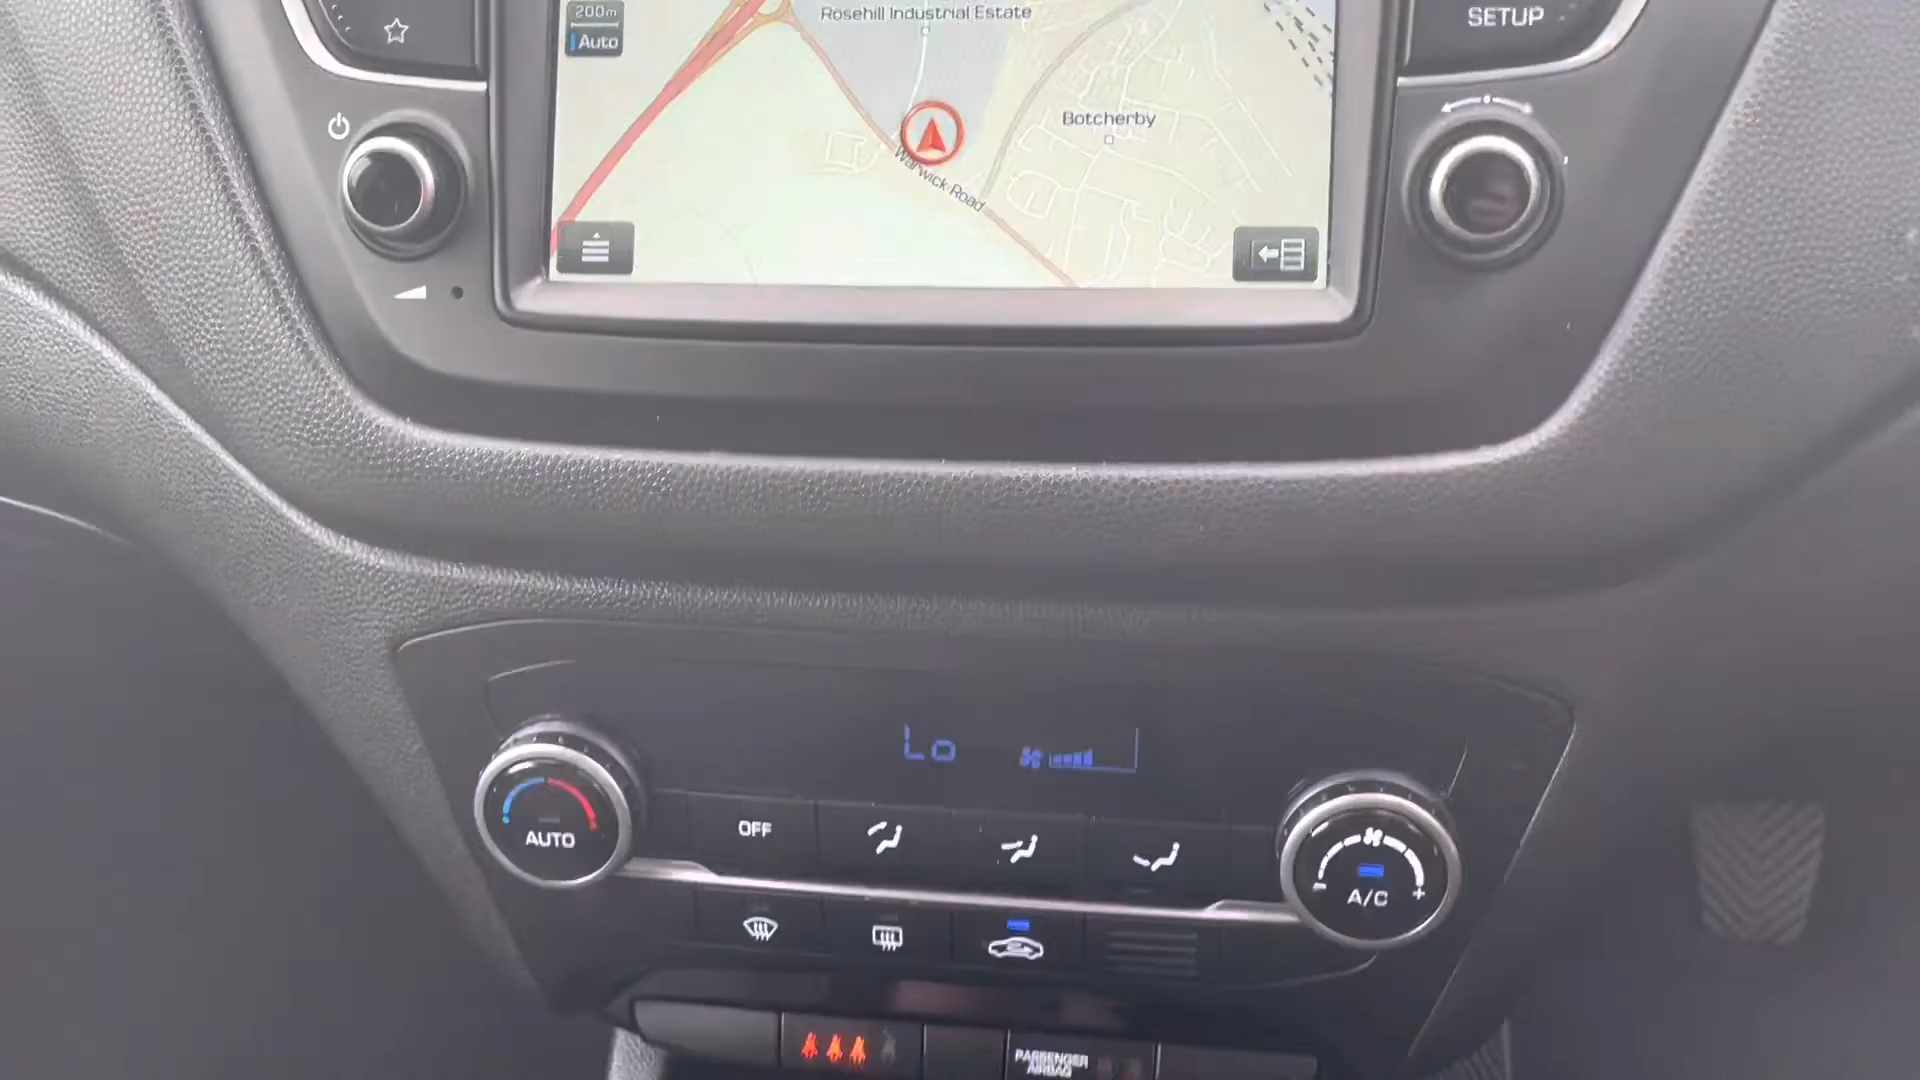 200m
Auto
Rosehill Industrial Estate
SETUP
Botcherby
Warwick Road
Lo
AUTO
OFF
A/C
PASSENGER
AIRBAG